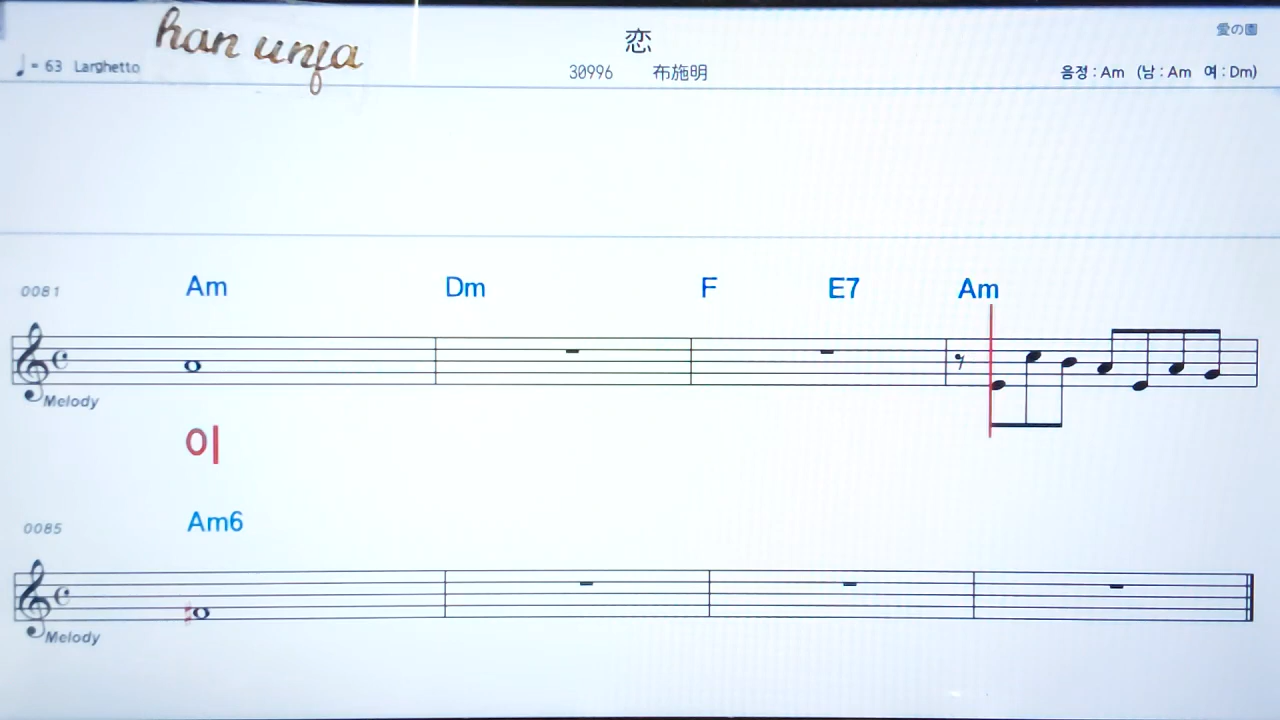 han unja
恋
愛の園
♩= 63 Larghetto
30996 布施明
음정 : Am (남 : Am 여 : Dm)
0081 Am Dm F E7 Am
Melody
이
0085 Am6
Melody